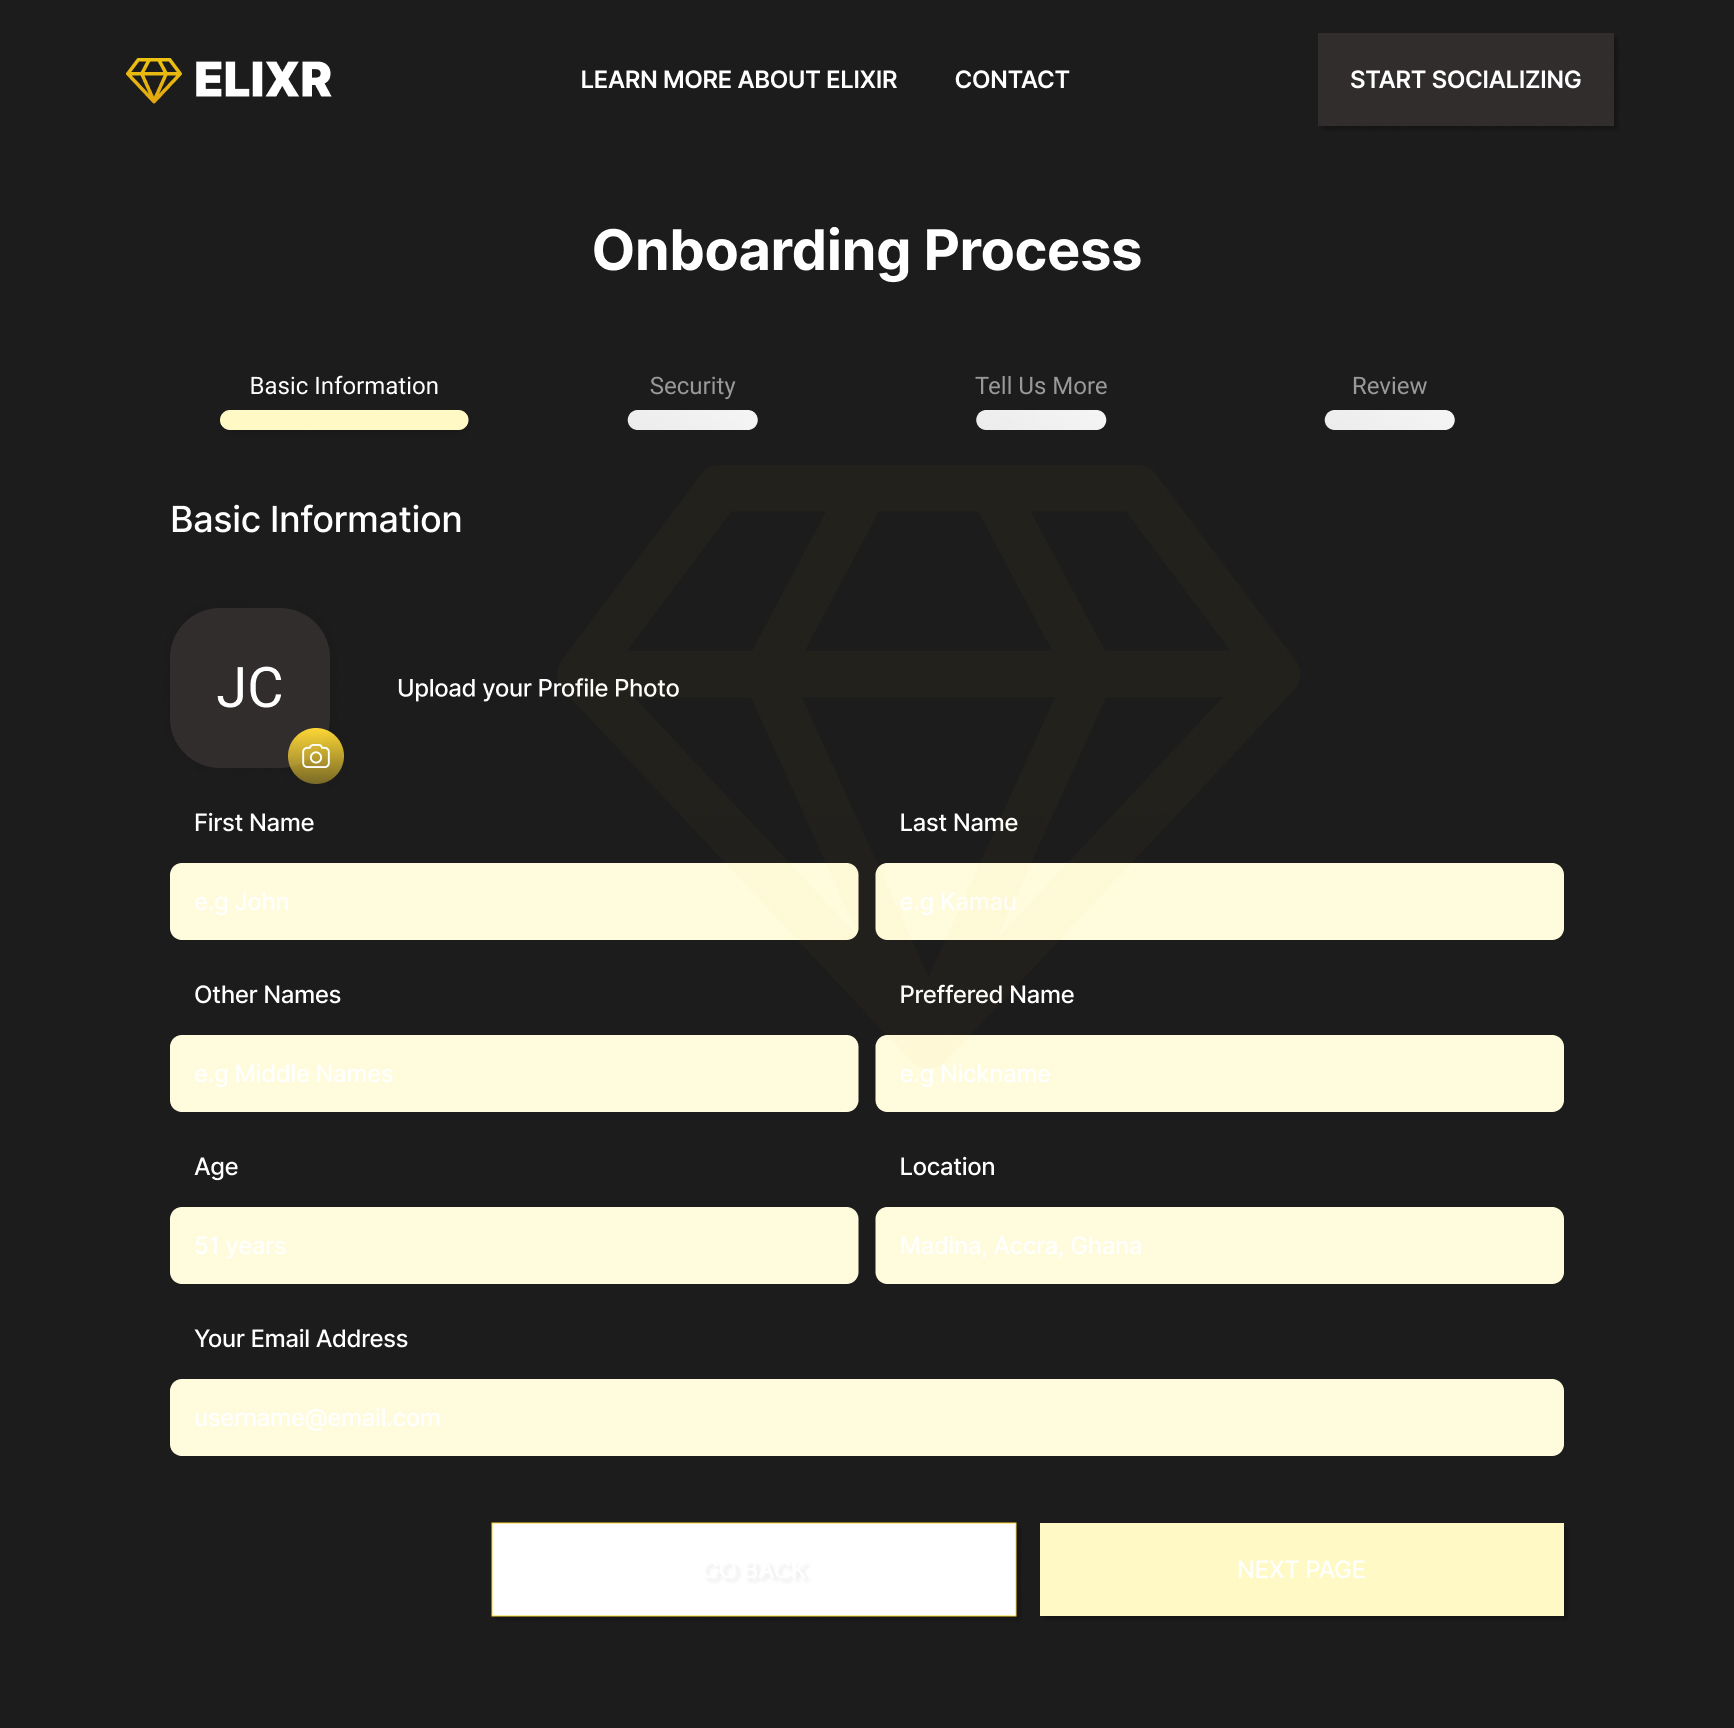 ELIXR
LEARN MORE ABOUT ELIXIR
CONTACT
START SOCIALIZING
Onboarding Process
Basic Information
Security
Tell Us More
Review
Basic Information
JC
Upload your Profile Photo
First Name
Last Name
e.g John
e.g Kamau
Other Names
Preffered Name
e.g Middle Names
e.g Nickname
Age
Location
51 years
Madina, Accra, Ghana
Your Email Address
username@email.com
GO BACK
NEXT PAGE